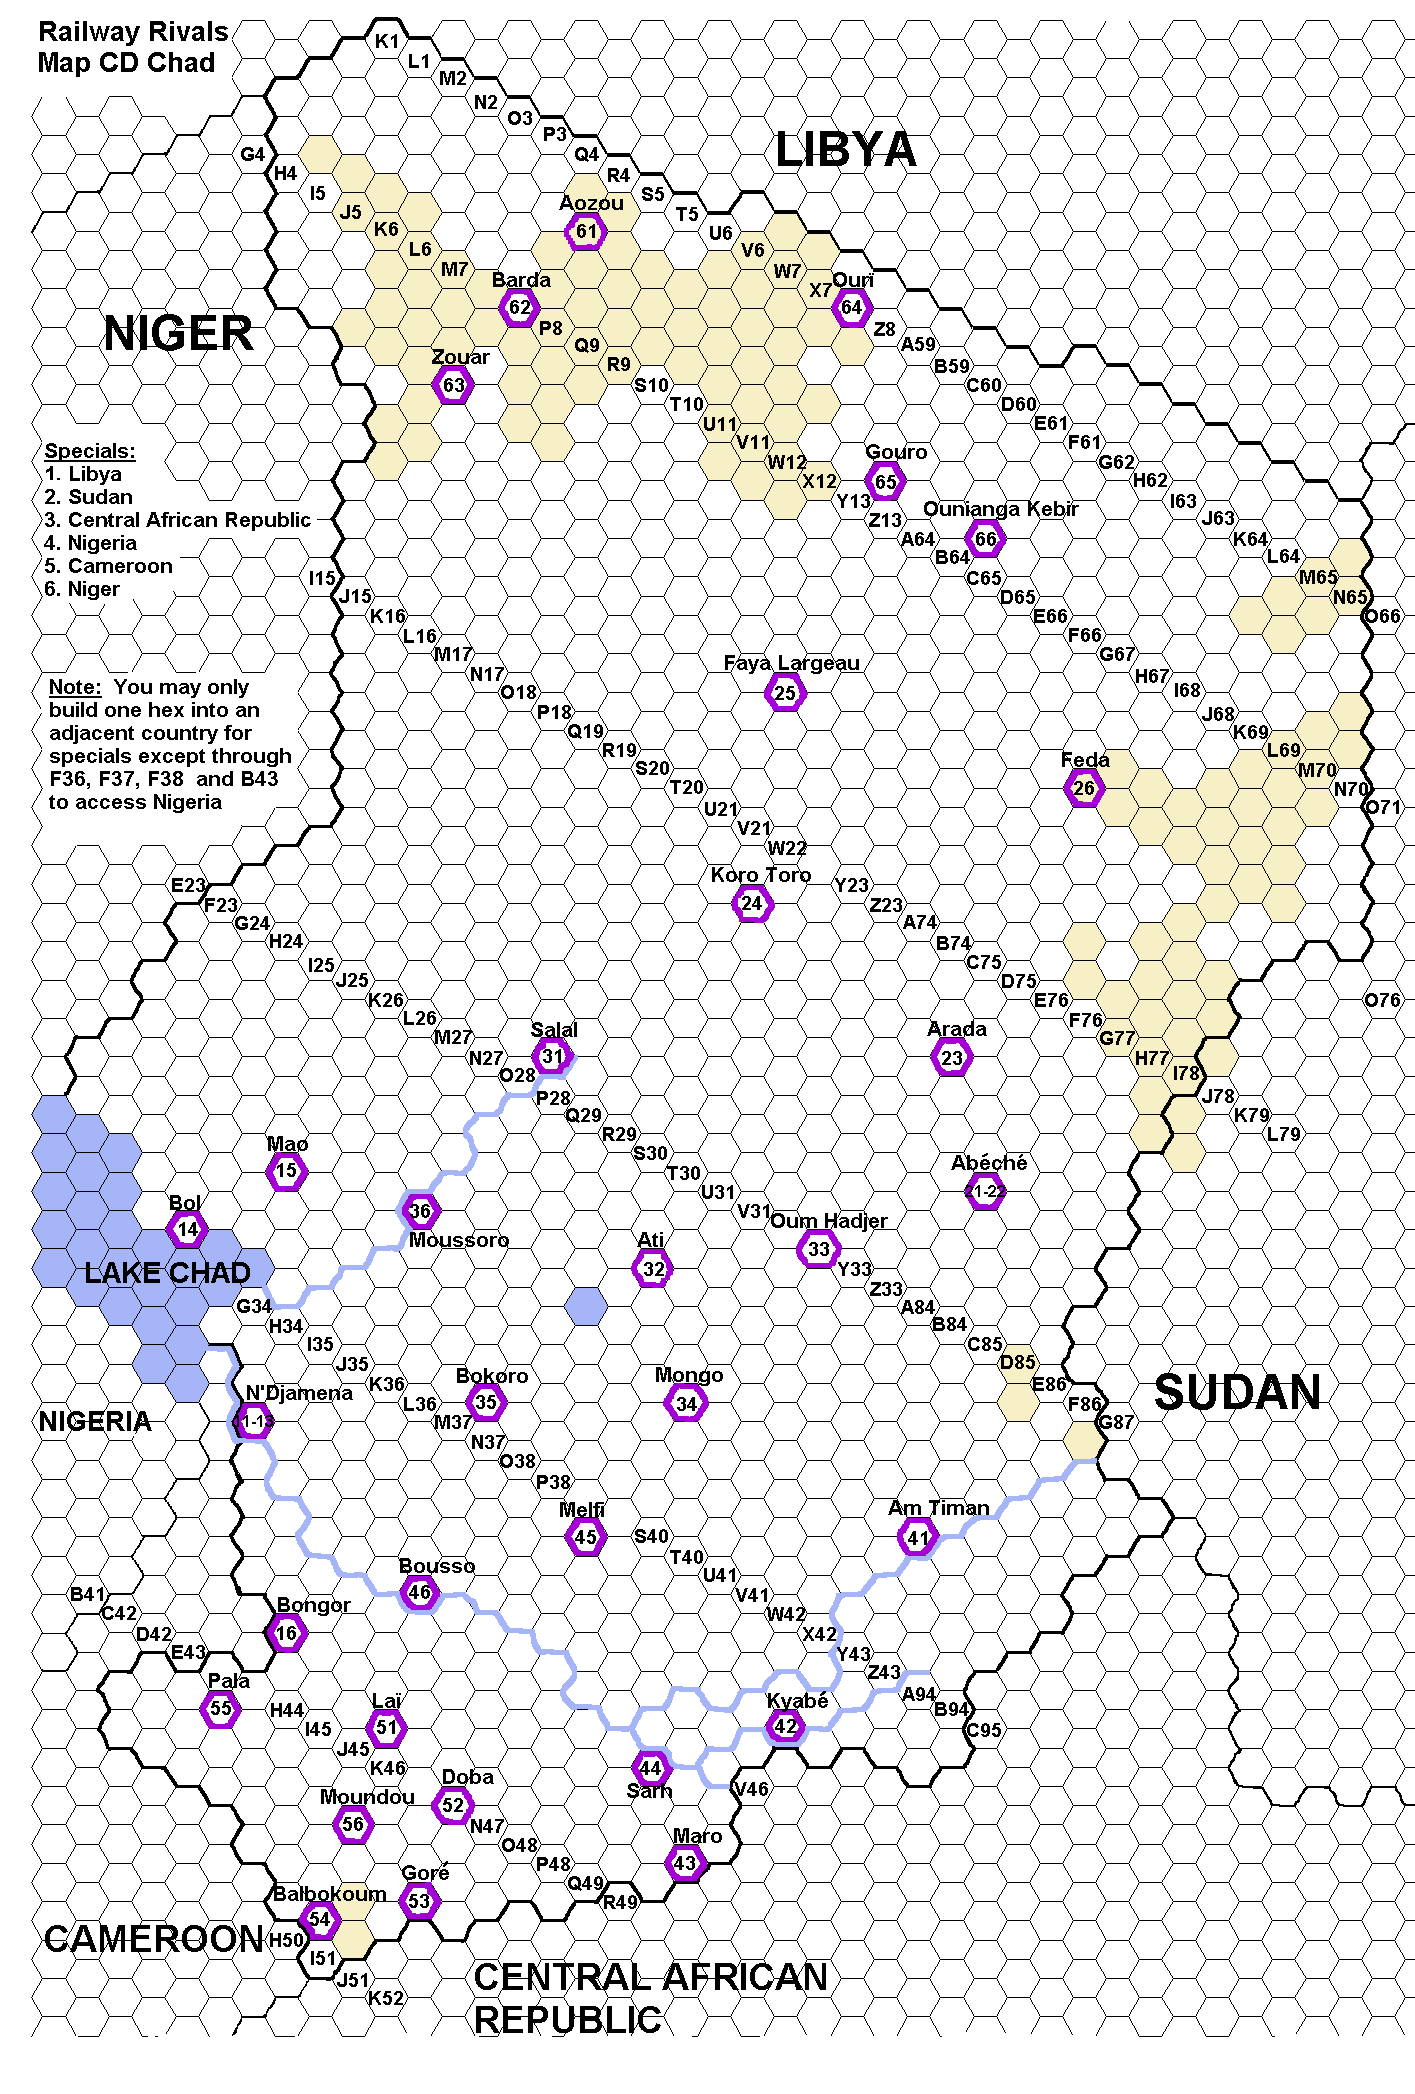 Railway Rivals
Map CD Chad
K1
L1
M2
N2
O3
P3
G4
Q4
LIBYA
H4
R4
I5
S5
Aozou
J5
T5
61
K6
U6
L6
V6
M7
W7
Barda
Ouri
X7
62
64
NIGER
P8
Z8
Q9
A59
Zouar
R9
B59
63
S10
C60
T10
D60
U11
E61
V11
F61
Specials:
Gouro
W12
G62
1. Libya
65
X12
H62
2. Sudan
Y13
I63
Ounianga Kebir
3. Central African Republic
Z13
J63
4. Nigeria
A64
66
K64
B64
L64
5. Cameroon
I15
C65
M65
6. Niger
J15
D65
N65
K16
E66
O66
L16
F66
M17
G67
Faya Largeau
N17
H67
Note: You may only
O18
25
I68
build one hex into an
P18
J68
adjacent country for
Q19
K69
specials except through
R19
L69
Feda
F36, F37, F38 and B43
S20
M70
T20
26
N70
to access Nigeria
U21
O71
V21
W22
Koro Toro
E23
Y23
F23
24
Z23
G24
A74
H24
B74
I25
C75
J25
D75
K26
E76
O76
L26
F76
Salal
Arada
M27
G77
N27
31
23
H77
O28
I78
P28
J78
Q29
K79
R29
L79
Mao
S30
Abéché
15
T30
U31
21-22
Bol
36
V31
Oum Hadjer
14
Moussoro
Ati
33
LAKE CHAD
32
Y33
Z33
G34
A84
H34
B84
I35
C85
J35
D85
Bokoro
Mongo
K36
E86
N'Djamena
L36
35
34
F86
SUDAN
NIGERIA
M37
G87
N37
O38
P38
Melfi
Am Timan
45
S40
41
T40
Bousso
U41
B41
46
V41
C42
Bongor
W42
D42
16
X42
E43
Y43
Pala
Z43
55
H44
Laï
Kyabé
A94
I45
51
42
B94
J45
C95
K46
44
Doba
Sarh
V46
Moundou
52
56
N47
Maro
O48
P48
43
Goré
Q49
Balbokoum
53
R49
54
CAMEROON
H50
I51
CENTRAL AFRICAN
J51
K52
REPUBLIC